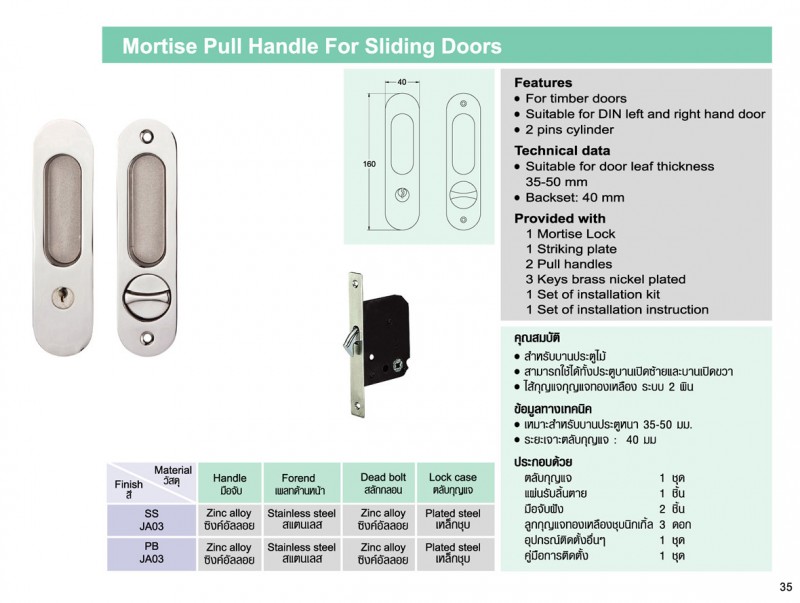 Mortise Pull Handle For Sliding Doors
40
160
Features
• For timber doors
• Suitable for DIN left and right hand door
• 2 pins cylinder
Technical data
• Suitable for door leaf thickness
35-50 mm
• Backset: 40 mm
Provided with
1 Mortise Lock
1 Striking plate
2 Pull handles
3 Keys brass nickel plated
1 Set of installation kit
1 Set of installation instruction
คุณสมบัติ
• สำหรับบานประตูไม้
• สามารถใช้ได้ทั้งประตูบานเปิดซ้ายและบานเปิดขวา
• ไส้กุญแจกุญแจทองเหลือง ระบบ 2 พิน
ข้อมูลทางเทคนิค
• เหมาะสำหรับบานประตูหนา 35-50 มม.
• ระยะเจาะตลับกุญแจ : 40 มม
ประกอบด้วย
ตลับกุญแจ 1 ชุด
แผ่นรับลิ้นตาย 1 ชิ้น
มือจับฝัง 2 ชิ้น
ลูกกุญแจทองเหลืองชุบนิกเกิ้ล 3 ดอก
อุปกรณ์ติดตั้งอื่นๆ 1 ชุด
คู่มือการติดตั้ง 1 ชุด
Material
วัสดุ
Finish
สี
Handle Forend Dead bolt Lock case
มือจับ เพลทด้านหน้า สลักกลอน ตลับกุญแจ
SS Zinc alloy Stainless steel Zinc alloy Plated steel
JA03 ซิงค์อัลลอย สแตนเลส ซิงค์อัลลอย เหล็กชุบ
PB Zinc alloy Stainless steel Zinc alloy Plated steel
JA03 ซิงค์อัลลอย สแตนเลส ซิงค์อัลลอย เหล็กชุบ
35